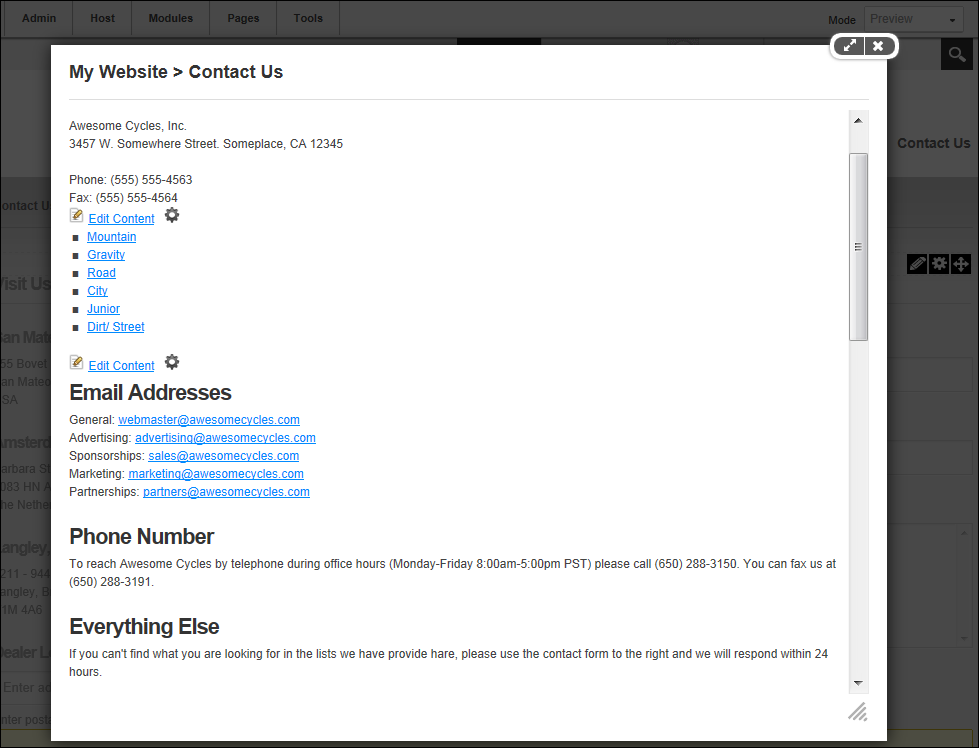 Admin Host Modules Pages Tools
Mode Preview
My Website > Contact Us
Awesome Cycles, Inc.
3457 W. Somewhere Street. Someplace, CA 12345
Phone: (555) 555-4563
Fax: (555) 555-4564
Edit Content
Mountain
Gravity
Road
City
Junior
Dirt/ Street
Edit Content
Email Addresses
General: webmaster@awesomecycles.com
Advertising: advertising@awesomecycles.com
Sponsorships: sales@awesomecycles.com
Marketing: marketing@awesomecycles.com
Partnerships: partners@awesomecycles.com
Phone Number
To reach Awesome Cycles by telephone during office hours (Monday-Friday 8:00am-5:00pm PST) please call (650) 288-3150. You can fax us at
(650) 288-3191.
Everything Else
If you can't find what you are looking for in the lists we have provide hare, please use the contact form to the right and we will respond within 24
hours.
Contact Us
ontact U
Visit Us
San Mat
55 Bovet
an Mateo
SA
msterd
arbara St
083 HN A
he Nethe
angley,
211 - 944
angley, B
1M 4A6
ealer L
Enter ad
nter posta